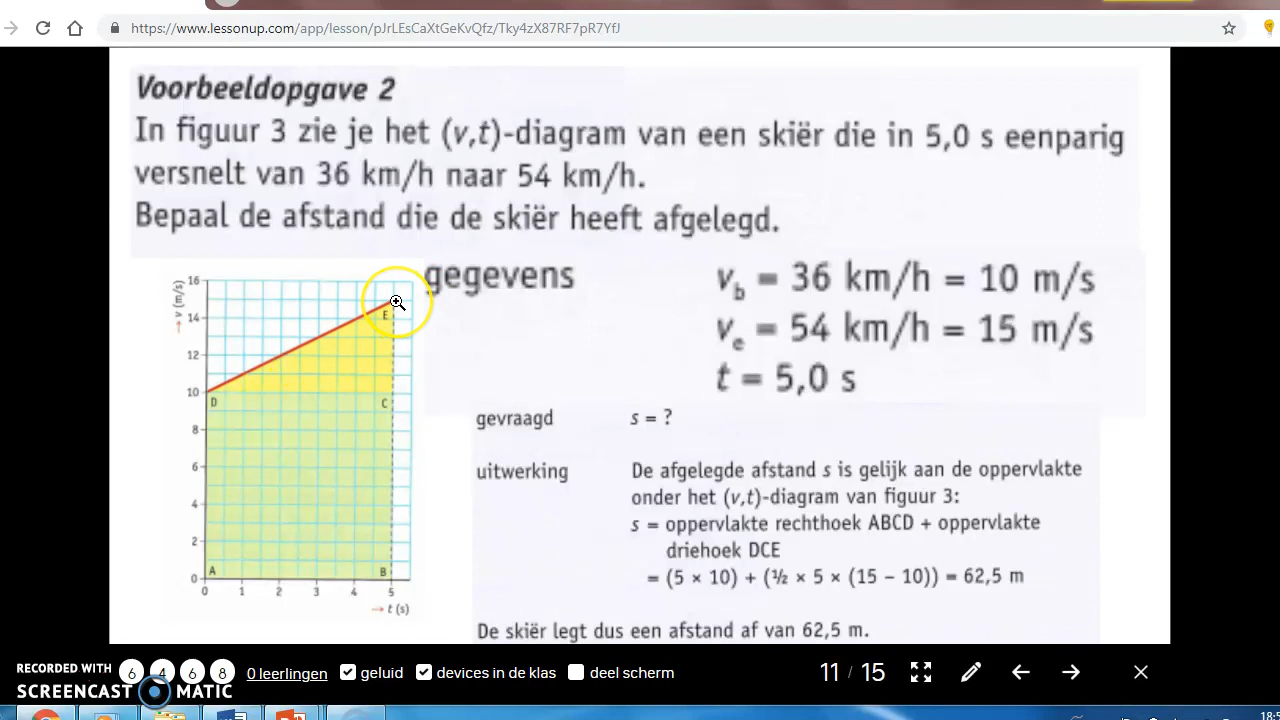 https://www.lessonup.com/app/lesson/pJrLEsCaXtGeKvQfz/Tky4zX87RF7pR7YfJ
Voorbeeldopgave 2
In figuur 3 zie je het (v,t)-diagram van een skiër die in 5,0 s eenparig
versnelt van 36 km/h naar 54 km/h.
Bepaal de afstand die de skiër heeft afgelegd.
gegevens
v_b = 36 km/h = 10 m/s
v_e = 54 km/h = 15 m/s
t = 5,0 s
→ v (m/s)
16
14
12
10
8
6
4
2
0
D
E
C
A
B
0 1 2 3 4 5
→ t (s)
gevraagd s = ?
uitwerking De afgelegde afstand s is gelijk aan de oppervlakte
onder het (v,t)-diagram van figuur 3:
s = oppervlakte rechthoek ABCD + oppervlakte
driehoek DCE
= (5 × 10) + (½ × 5 × (15 − 10)) = 62,5 m
De skiër legt dus een afstand af van 62,5 m.
RECORDED WITH
SCREENCAST MATIC
6 4 6 8
0 leerlingen
geluid
devices in de klas
deel scherm
11 / 15